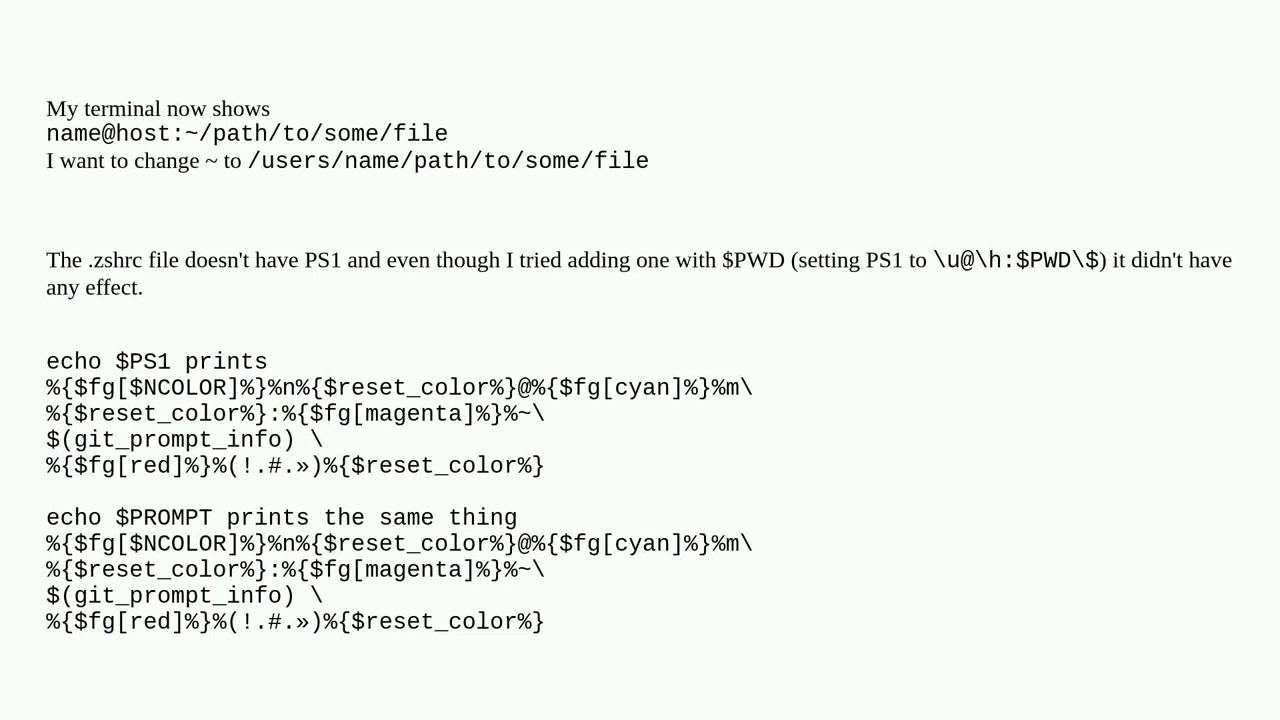 My terminal now shows
name@host:~/path/to/some/file
I want to change ~ to /users/name/path/to/some/file
The .zshrc file doesn't have PS1 and even though I tried adding one with $PWD (setting PS1 to \u@\h:$PWD\$) it didn't have
any effect.
echo $PS1 prints
%{$fg[$NCOLOR]%}%n%{$reset_color%}@%{$fg[cyan]%}%m\
%{$reset_color%}:%{$fg[magenta]%}%~\
$(git_prompt_info) \
%{$fg[red]%}%(!.#.»)%{$reset_color%}
echo $PROMPT prints the same thing
%{$fg[$NCOLOR]%}%n%{$reset_color%}@%{$fg[cyan]%}%m\
%{$reset_color%}:%{$fg[magenta]%}%~\
$(git_prompt_info) \
%{$fg[red]%}%(!.#.»)%{$reset_color%}